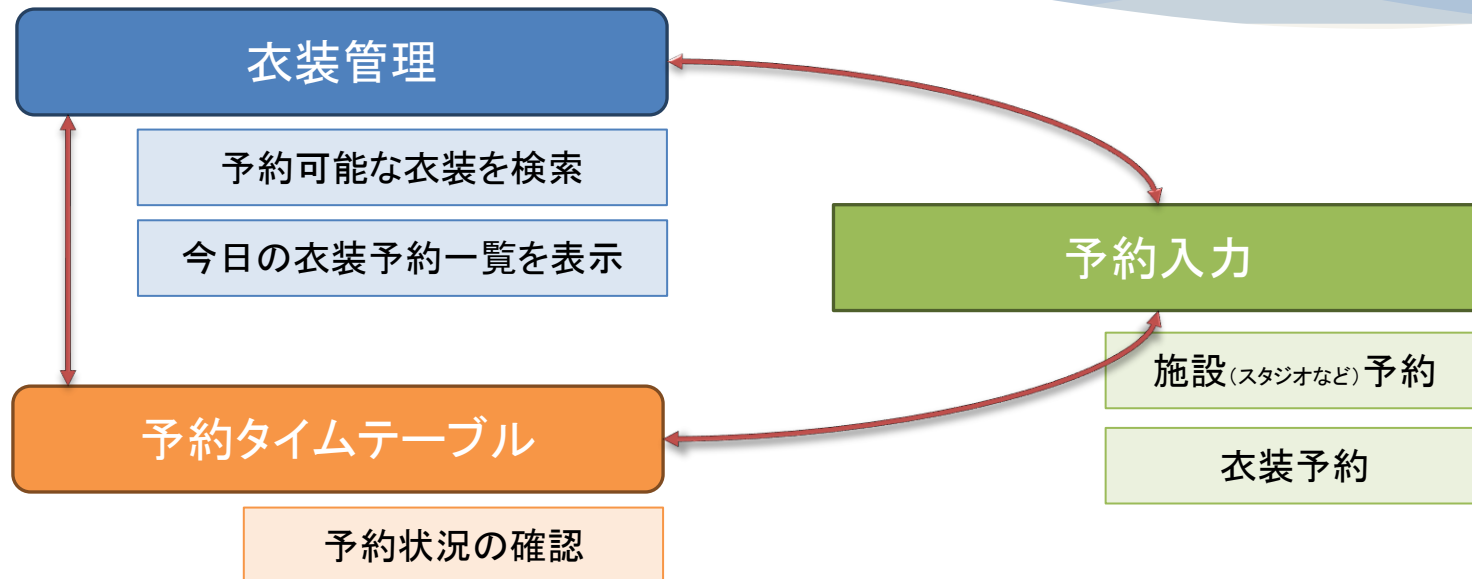 衣装管理
予約可能な衣装を検索
今日の衣装予約一覧を表示
予約入力
施設(スタジオなど)予約
衣装予約
予約タイムテーブル
予約状況の確認